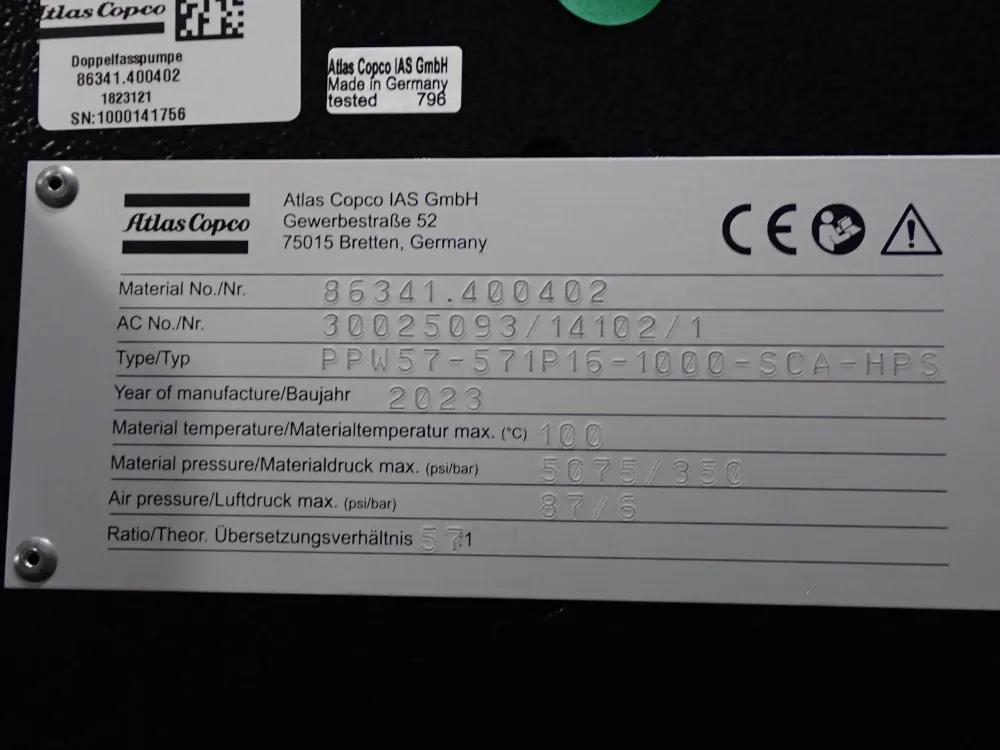 Atlas Copco
Doppelfasspumpe
86341.400402
1823121
SN:1000141756
Atlas Copco IAS GmbH
Made in Germany
tested 796
Atlas Copco
Atlas Copco IAS GmbH
Gewerbestraße 52
75015 Bretten, Germany
CE
Material No./Nr. 86341.400402
AC No./Nr. 30025093/14102/1
Type/Typ PPW57-571P16-1000-SCA-HPS
Year of manufacture/Baujahr 2023
Material temperature/Materialtemperatur max. (°C) 100
Material pressure/Materialdruck max. (psi/bar) 5075/350
Air pressure/Luftdruck max. (psi/bar) 87/6
Ratio/Theor. Übersetzungsverhältnis 57:1